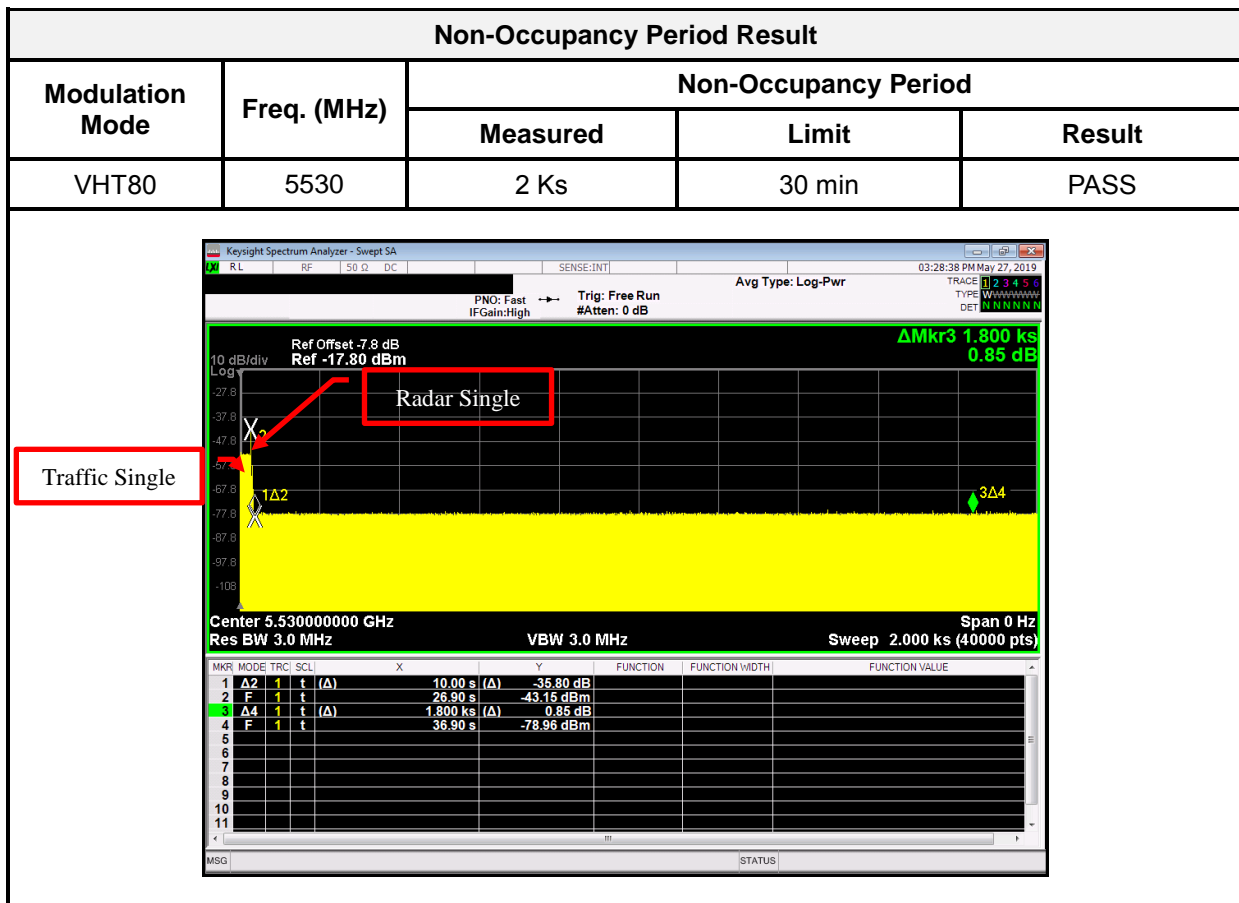 Non-Occupancy Period Result
Modulation Mode Freq. (MHz) Non-Occupancy Period
Measured Limit Result
VHT80 5530 2 Ks 30 min PASS
Keysight Spectrum Analyzer - Swept SA
LXI RL RF 50 Ω DC SENSE:INT 03:28:38 PM May 27, 2019
Avg Type: Log-Pwr TRACE 1 2 3 4 5 6
PNO: Fast Trig: Free Run TYPE WWWWWW
IFGain:High #Atten: 0 dB DET N N N N N N
ΔMkr3 1.800 ks
Ref Offset -7.8 dB
10 dB/div Ref -17.80 dBm 0.85 dB
Log
-27.8
Radar Single
-37.8
-47.8
2
-57.8
Traffic Single
-67.8
1Δ2
3Δ4
-77.8
-87.8
-97.8
-108
Center 5.530000000 GHz Span 0 Hz
Res BW 3.0 MHz VBW 3.0 MHz Sweep 2.000 ks (40000 pts)
MKR MODE TRC SCL X Y FUNCTION FUNCTION WIDTH FUNCTION VALUE
1 Δ2 1 t (Δ) 10.00 s (Δ) -35.80 dB
2 F 1 t 26.90 s -43.15 dBm
3 Δ4 1 t (Δ) 1.800 ks (Δ) 0.85 dB
4 F 1 t 36.90 s -78.96 dBm
5
6
7
8
9
10
11
MSG STATUS